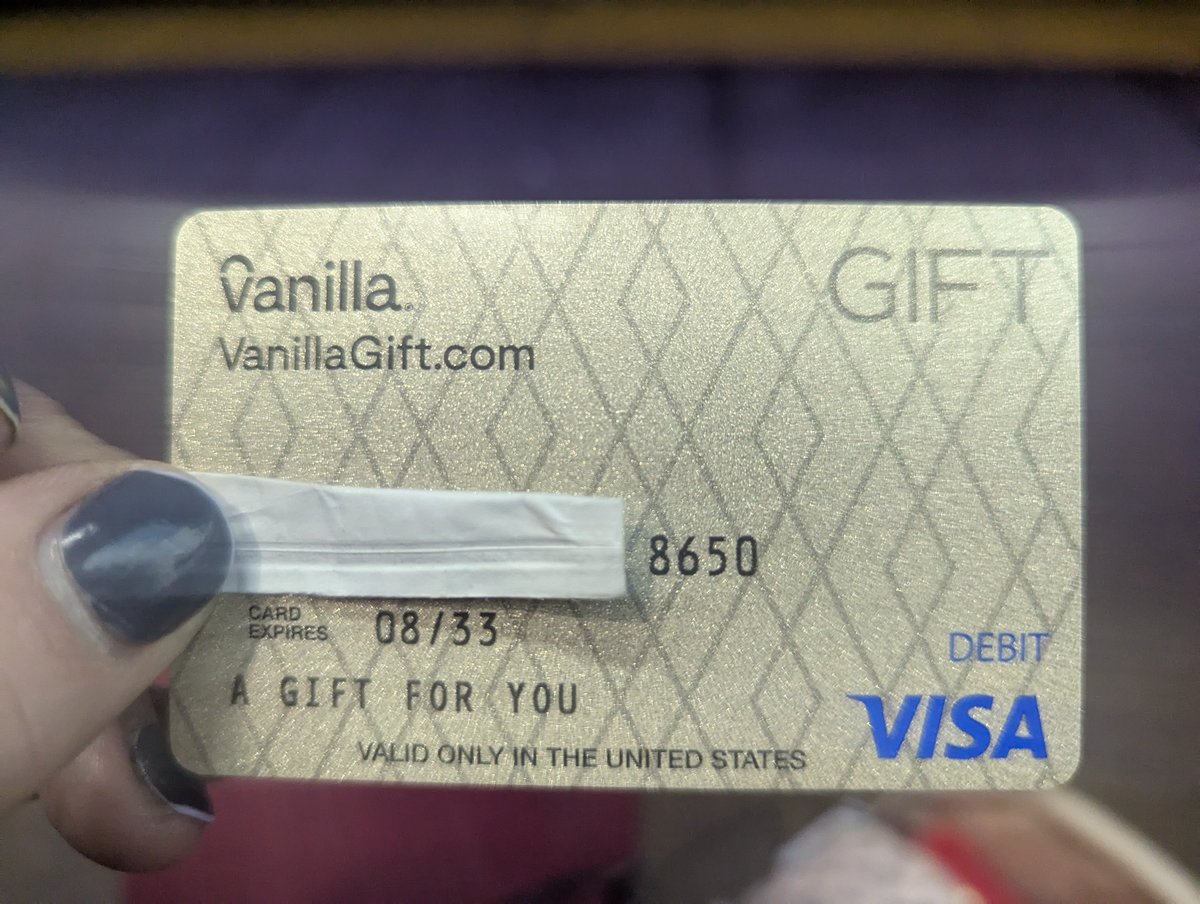 Vanilla.
VanillaGift.com
GIFT
8650
CARD
EXPIRES 08/33
A GIFT FOR YOU
DEBIT
VISA
VALID ONLY IN THE UNITED STATES